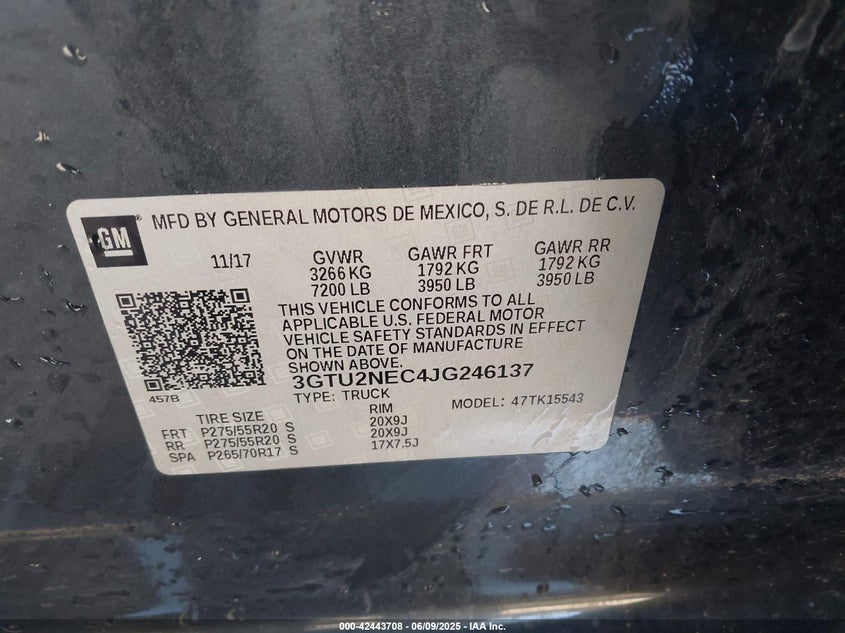 MFD BY GENERAL MOTORS DE MEXICO, S. DE R.L. DE C.V.
GM
11/17
GVWR GAWR FRT GAWR RR
3266 KG 1792 KG 1792 KG
7200 LB 3950 LB 3950 LB
THIS VEHICLE CONFORMS TO ALL
APPLICABLE U.S. FEDERAL MOTOR
VEHICLE SAFETY STANDARDS IN EFFECT
ON THE DATE OF MANUFACTURE
SHOWN ABOVE.
3GTU2NEC4JG246137
457B
TYPE: TRUCK MODEL: 47TK15543
TIRE SIZE RIM
FRT P275/55R20 S 20X9J
RR P275/55R20 S 20X9J
SPA P265/70R17 S 17X7.5J
000-42443708 - 06/09/2025 - IAA Inc.